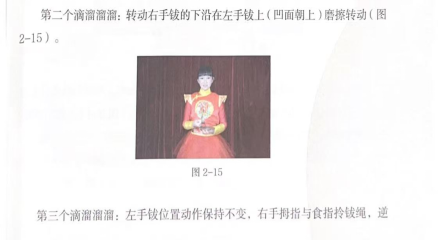 第二个滴溜溜溜：转动右手钹的下沿在左手钹上（凹面朝上）磨擦转动（图
2-15）。
图 2-15
第三个滴溜溜溜：左手钹位置动作保持不变，右手拇指与食指拎钹绳，逆